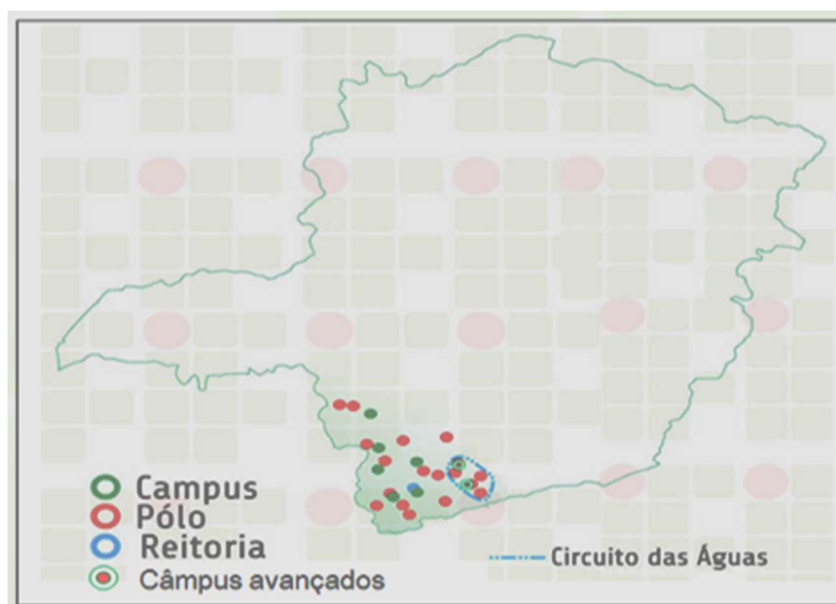 Campus
Pólo
Reitoria
Câmpus avançados
Circuito das Águas